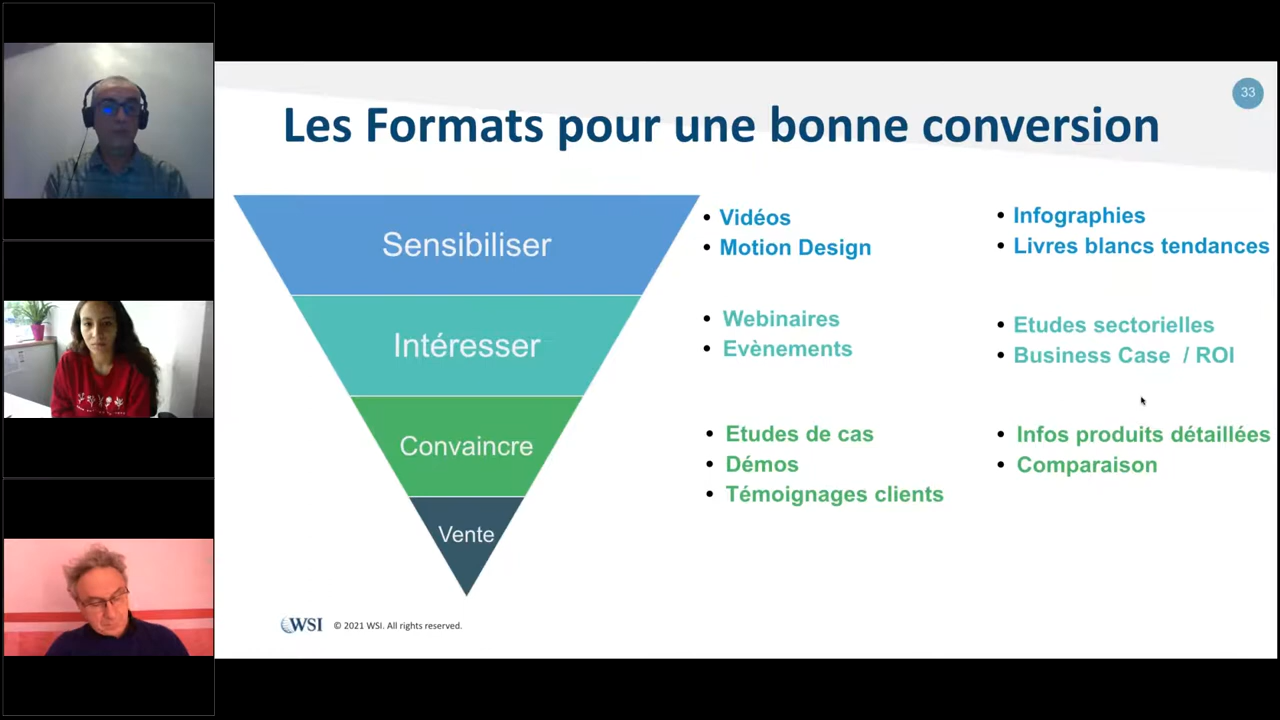 33
Les Formats pour une bonne conversion
Sensibiliser
• Vidéos
• Motion Design
• Infographies
• Livres blancs tendances
Intéresser
• Webinaires
• Evènements
• Etudes sectorielles
• Business Case / ROI
Convaincre
• Etudes de cas
• Démos
• Témoignages clients
• Infos produits détaillées
• Comparaison
Vente
WSI © 2021 WSI. All rights reserved.